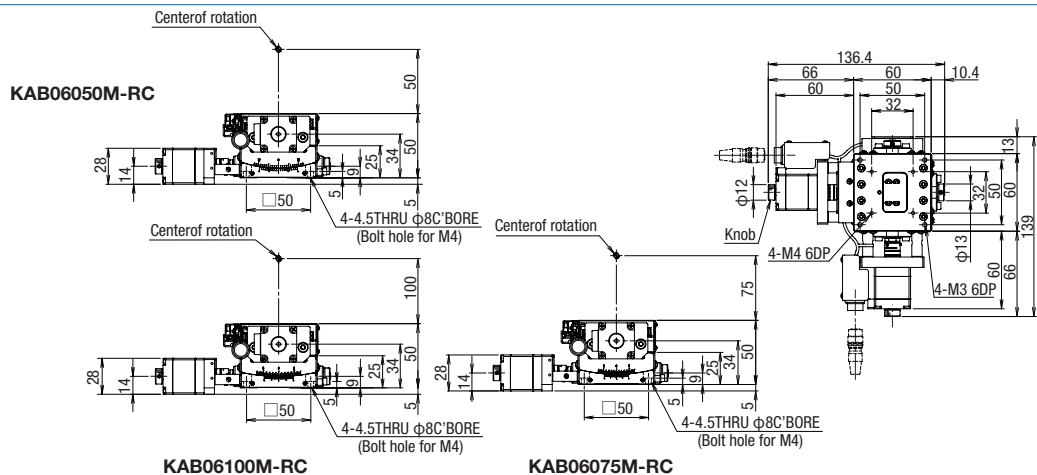 Centerof rotation
KAB06050M-RC
50
50
28
14
34
25
9
5
5
□50
4-4.5THRU φ8C'BORE
(Bolt hole for M4)
Centerof rotation
100
50
28
14
34
25
9
5
5
□50
4-4.5THRU φ8C'BORE
(Bolt hole for M4)
KAB06100M-RC
Centerof rotation
75
50
28
14
34
25
9
5
5
□50
4-4.5THRU φ8C'BORE
(Bolt hole for M4)
KAB06075M-RC
136.4
66
60
10.4
60
50
32
13
φ12
32
50
60
139
Knob
φ13
4-M4 6DP
4-M3 6DP
60
66